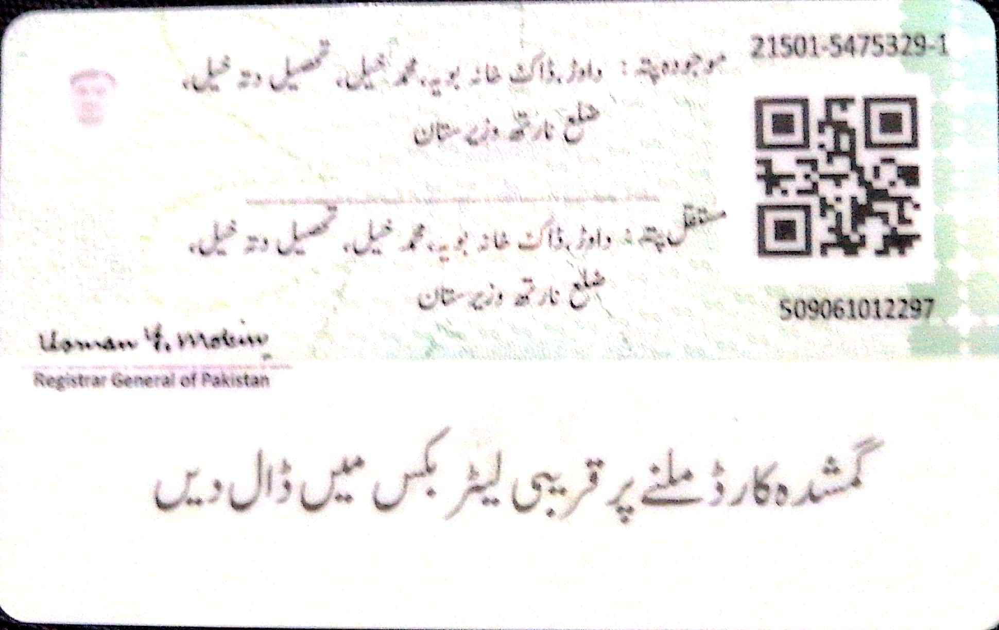 21501-5475329-1
موجودہ پتہ : داوڑ، ڈاکخانہ بویہ، محمد خیل، تحصیل دتہ خیل،
ضلع نارتھ وزیرستان
مستقل پتہ : داوڑ، ڈاکخانہ بویہ، محمد خیل، تحصیل دتہ خیل،
ضلع نارتھ وزیرستان
509061012297
Usman Y. Mobin
Registrar General of Pakistan
گمشدہ کارڈ ملنے پر قریبی لیٹر بکس میں ڈال دیں